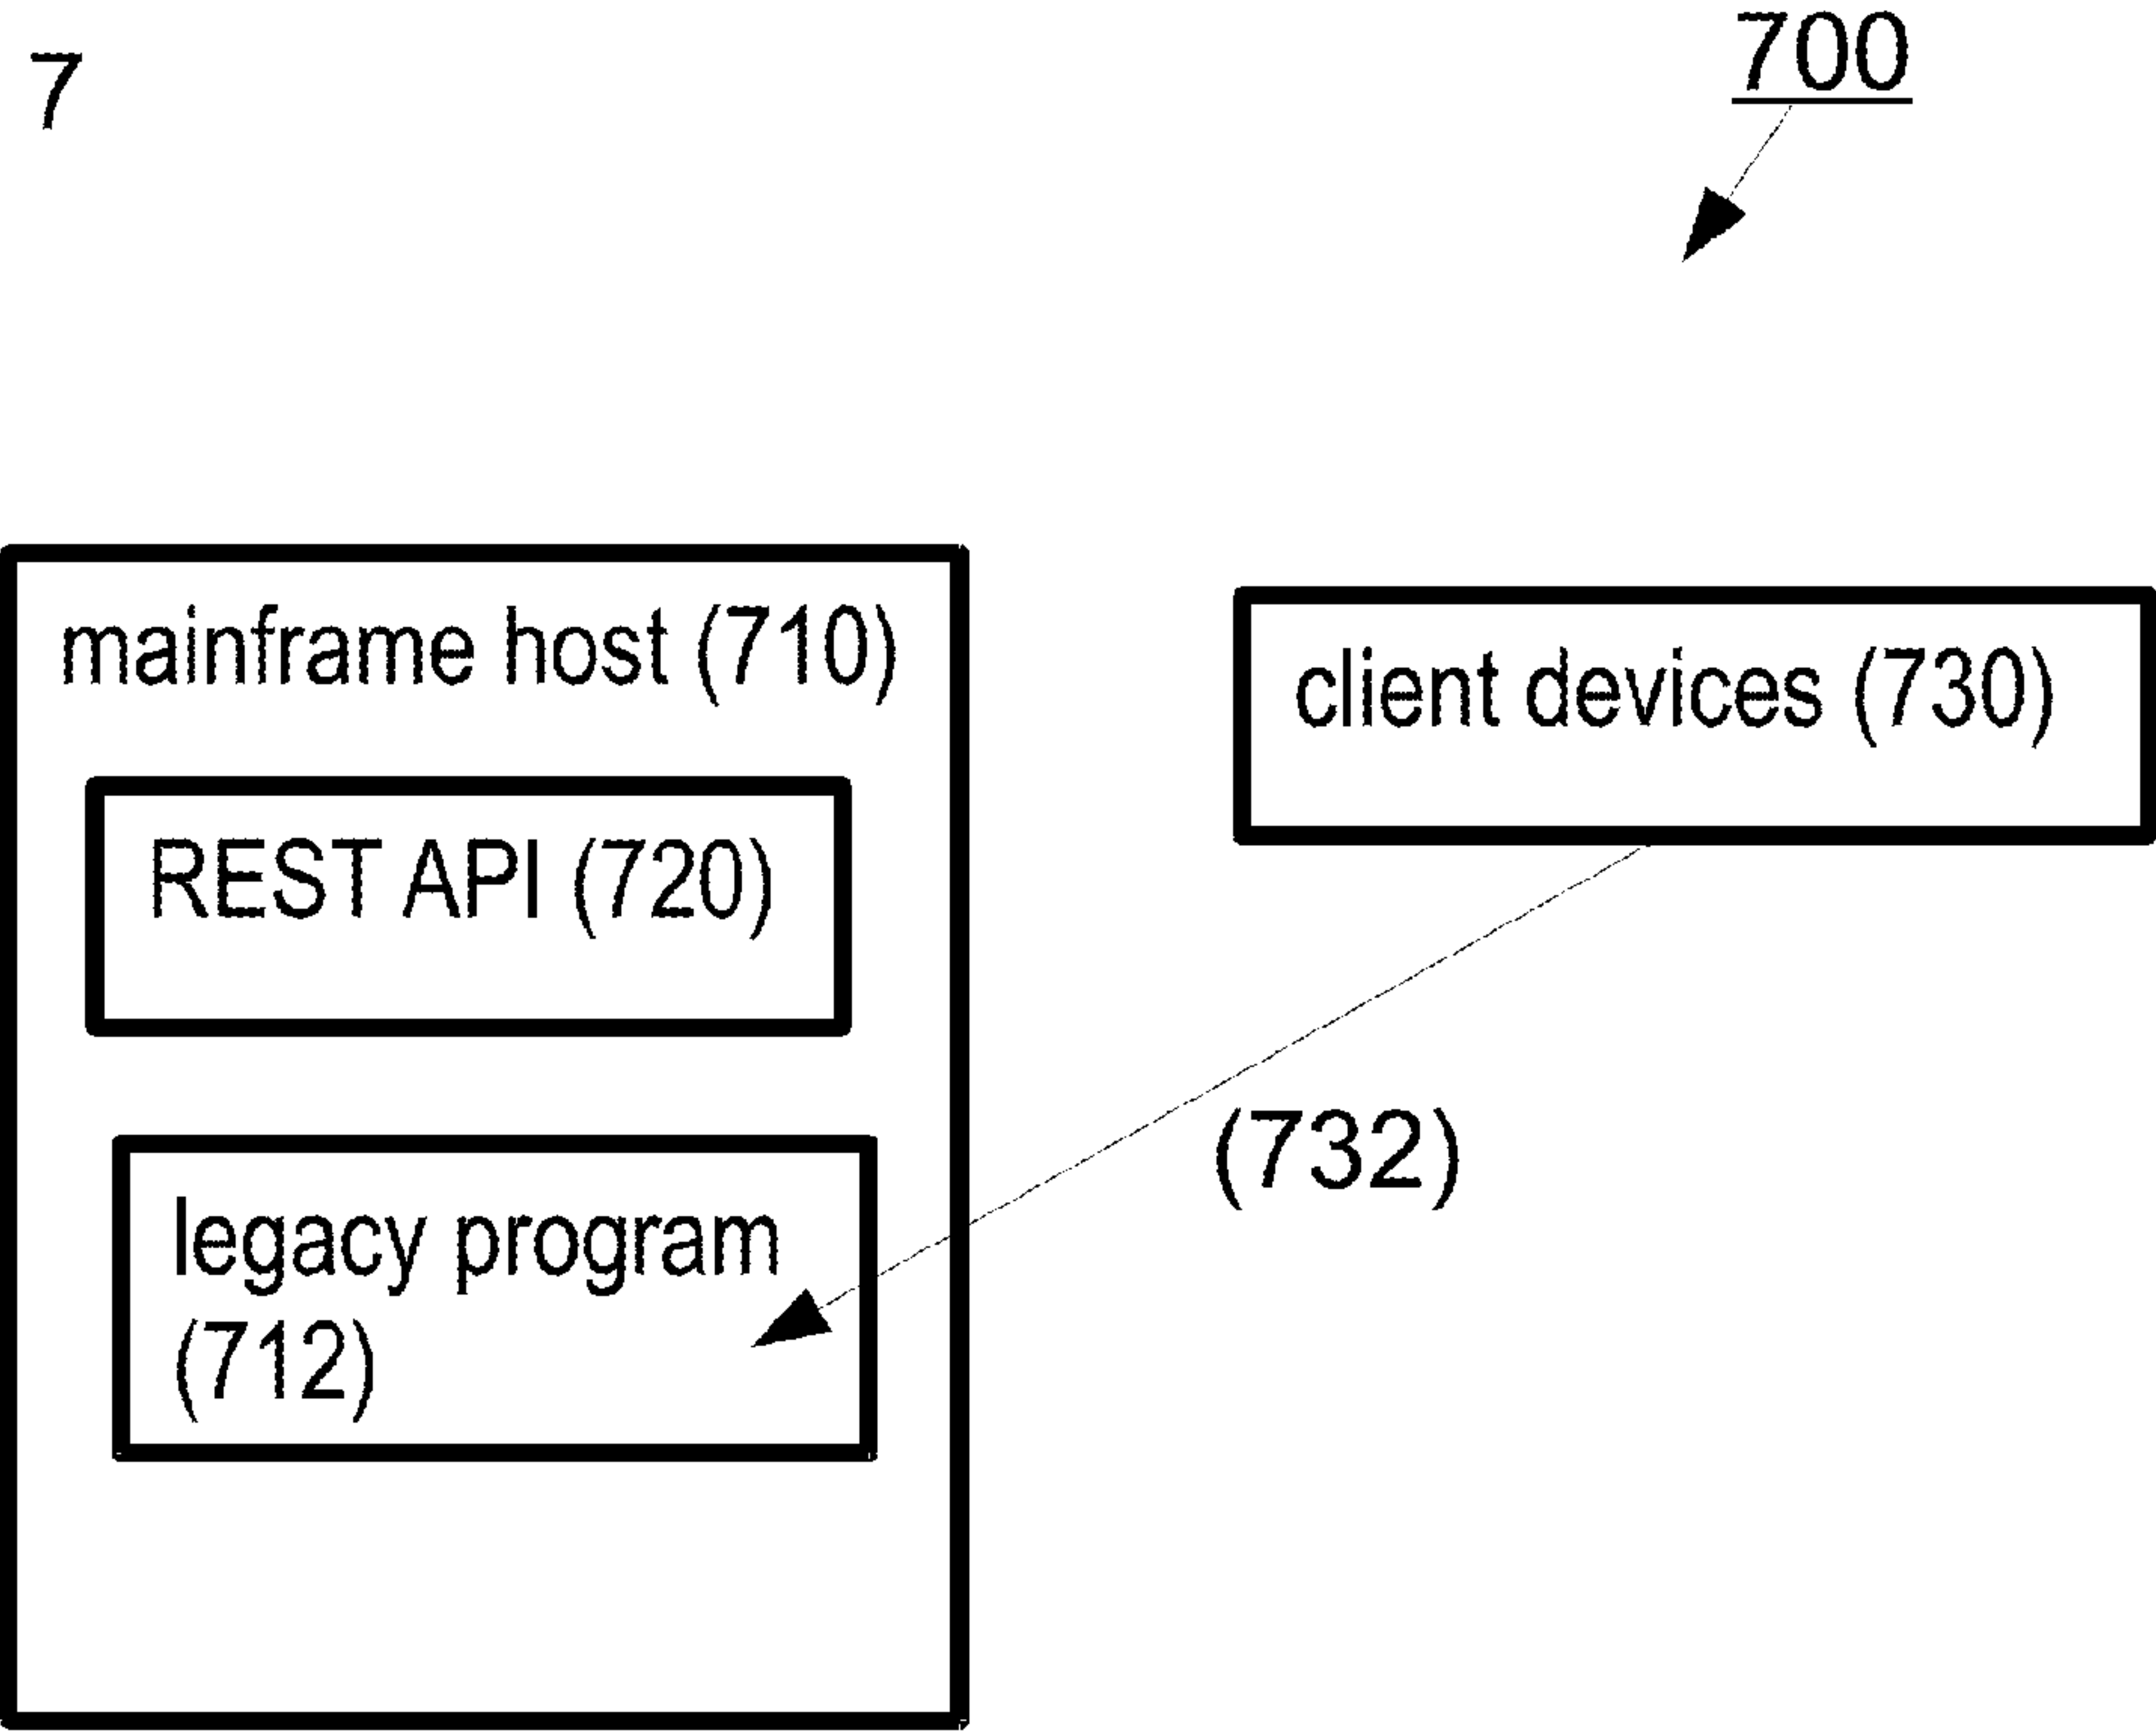 7
700
mainframe host (710)
client devices (730)
REST API (720)
(732)
legacy program
(712)